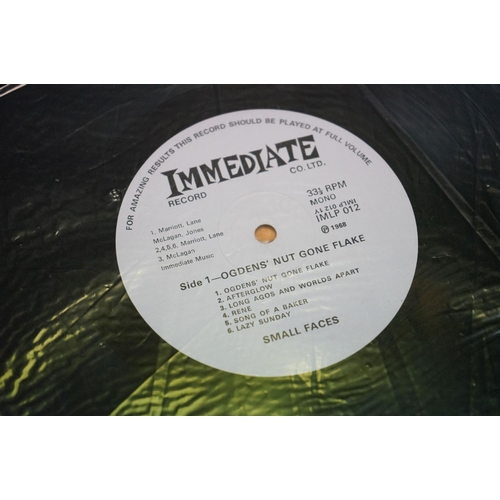 FOR AMAZING RESULTS THIS RECORD SHOULD BE PLAYED AT FULL VOLUME
IMMEDIATE
RECORD CO. LTD.
1. Marriott, Lane
McLagan, Jones
2,4,5,6. Marriott, Lane
3. McLagan
Immediate Music
33⅓ RPM
MONO
IMLP 012 1Y
IMLP 012
℗ 1968
Side 1—OGDENS' NUT GONE FLAKE
1. OGDENS' NUT GONE FLAKE
2. AFTERGLOW
3. LONG AGOS AND WORLDS APART
4. RENE
5. SONG OF A BAKER
6. LAZY SUNDAY
SMALL FACES